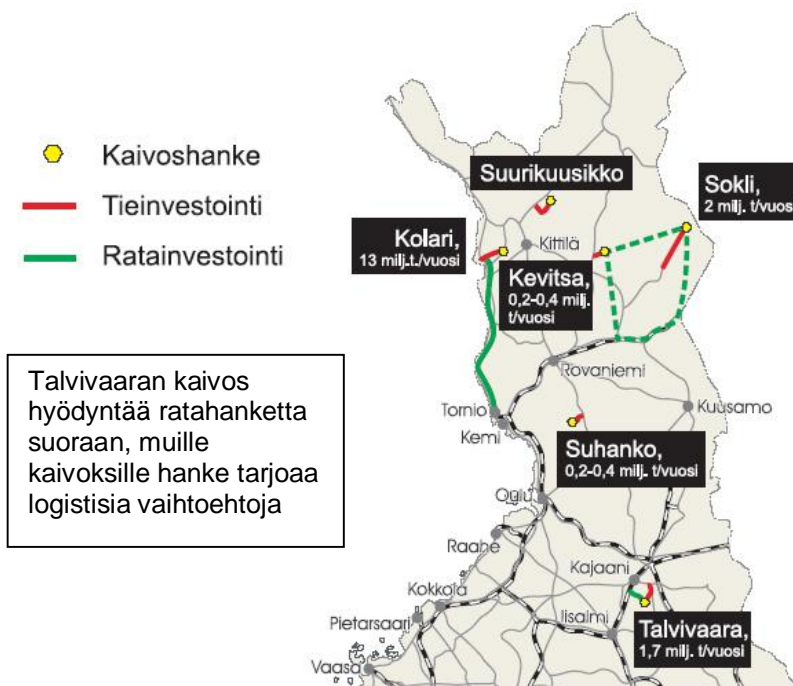 Kaivoshanke
Tieinvestointi
Ratainvestointi
Talvivaaran kaivos
hyödyntää ratahanketta
suoraan, muille
kaivoksille hanke tarjoaa
logistisia vaihtoehtoja
Suurikuusikko
Sokli,
2 milj. t/vuosi
Kolari,
13 milj.t./vuosi
Kittilä
Kevitsa,
0,2-0,4 milj.
t/vuosi
Rovaniemi
Tornio
Kemi
Kuusamo
Suhanko,
0,2-0,4 milj. t/vuosi
Oulu
Raahe
Kajaani
Kokkola
Iisalmi
Pietarsaari
Talvivaara,
1,7 milj. t/vuosi
Vaasa